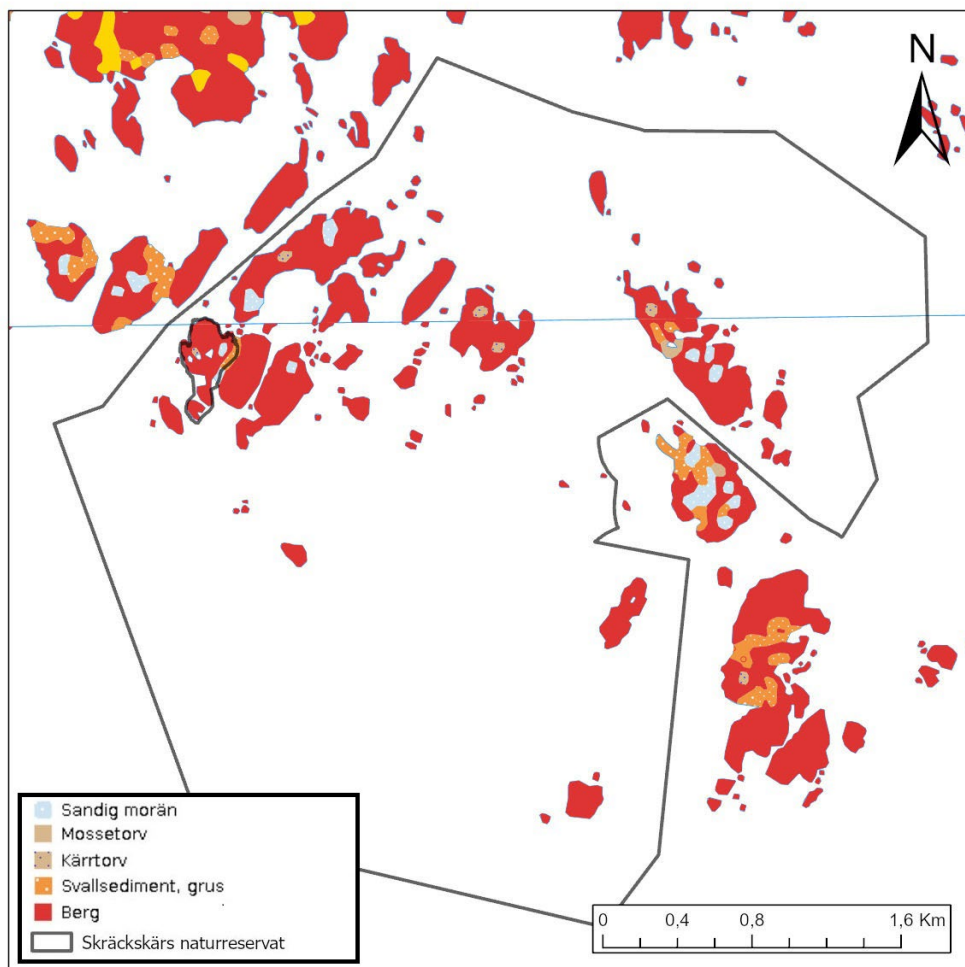 N
Sandig morän
Mossetorv
Kärrtorv
Svallsediment, grus
Berg
Skräckskärs naturreservat
0 0,4 0,8 1,6 Km